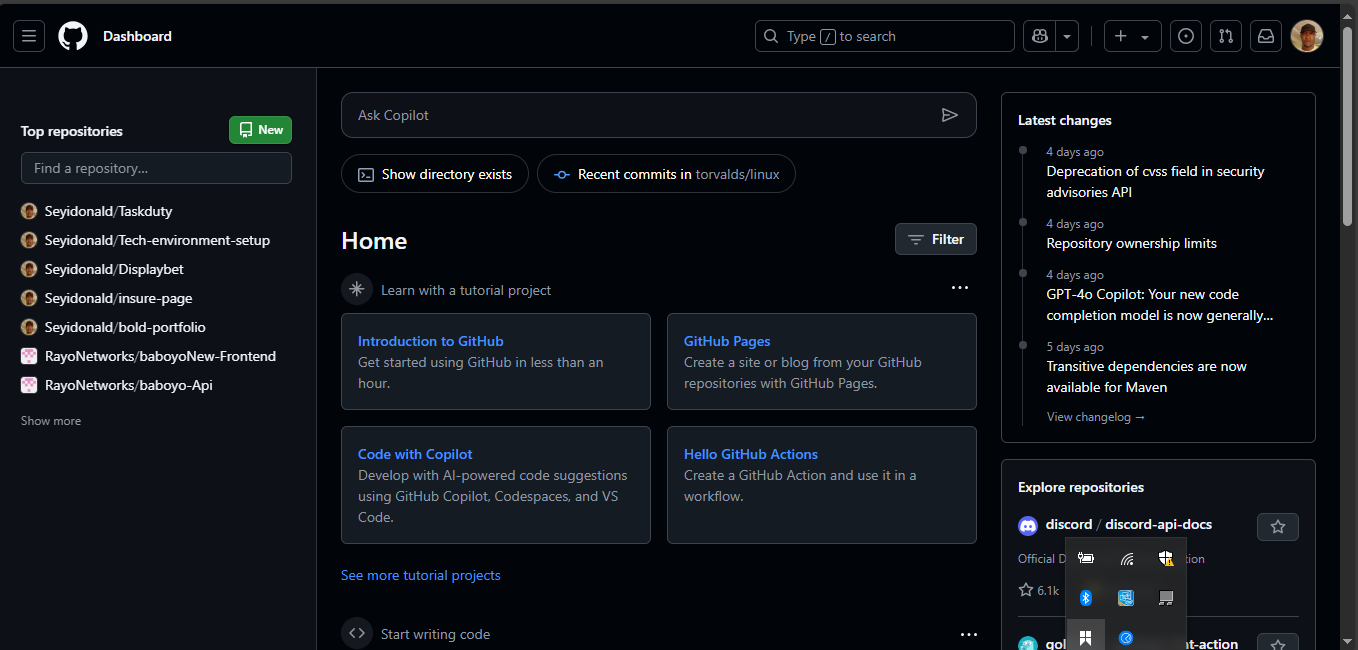 Dashboard
Type / to search
Top repositories
New
Find a repository...
Seyidonald/Taskduty
Seyidonald/Tech-environment-setup
Seyidonald/Displaybet
Seyidonald/insure-page
Seyidonald/bold-portfolio
RayoNetworks/baboyoNew-Frontend
RayoNetworks/baboyo-Api
Show more
Ask Copilot
Show directory exists
Recent commits in torvalds/linux
Home
Filter
Learn with a tutorial project
Introduction to GitHub
Get started using GitHub in less than an
hour.
GitHub Pages
Create a site or blog from your GitHub
repositories with GitHub Pages.
Code with Copilot
Develop with AI-powered code suggestions
using GitHub Copilot, Codespaces, and VS
Code.
Hello GitHub Actions
Create a GitHub Action and use it in a
workflow.
See more tutorial projects
Start writing code
Latest changes
4 days ago
Deprecation of cvss field in security
advisories API
4 days ago
Repository ownership limits
4 days ago
GPT-4o Copilot: Your new code
completion model is now generally...
5 days ago
Transitive dependencies are now
available for Maven
View changelog →
Explore repositories
discord / discord-api-docs
Official
6.1k